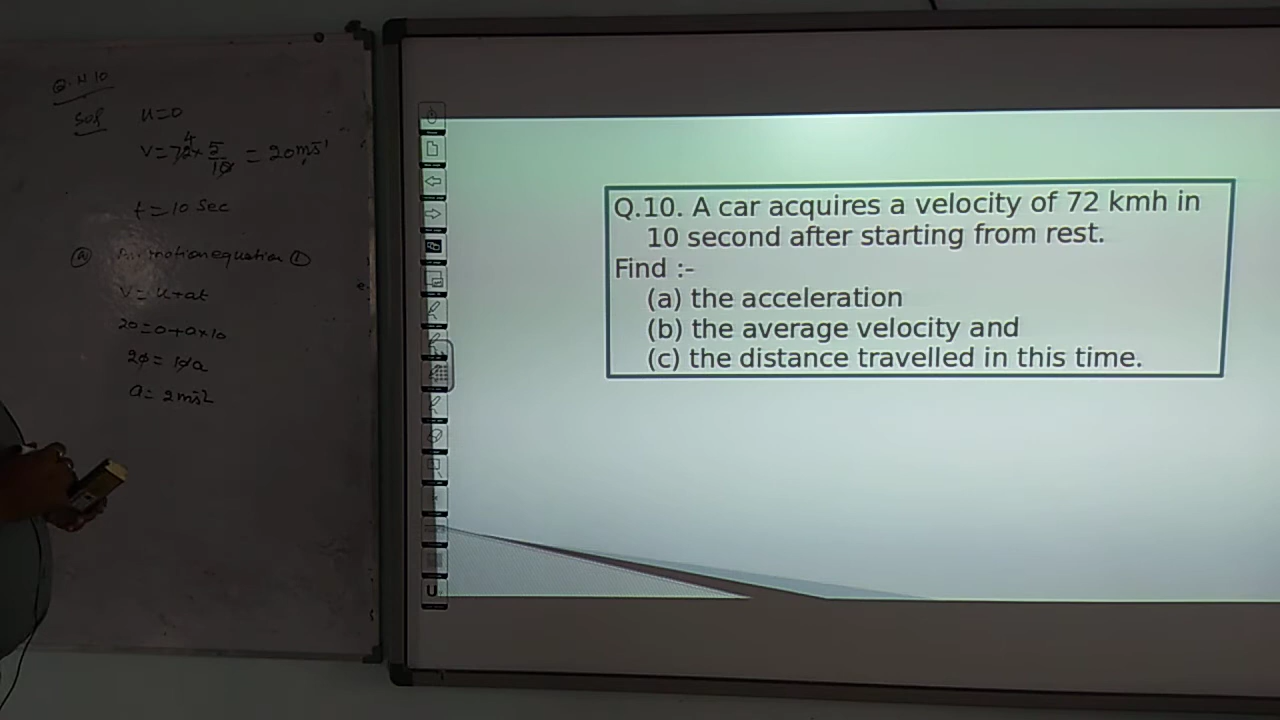 Q.N 10
Sol
u=0
v=72 4 × 5/18 = 20ms⁻¹
t=10 Sec
(a) motion equation (1)
v=u+at
20=0+a×10
20=10a
a=2ms⁻²
Q.10. A car acquires a velocity of 72 kmh in
10 second after starting from rest.
Find :-
(a) the acceleration
(b) the average velocity and
(c) the distance travelled in this time.